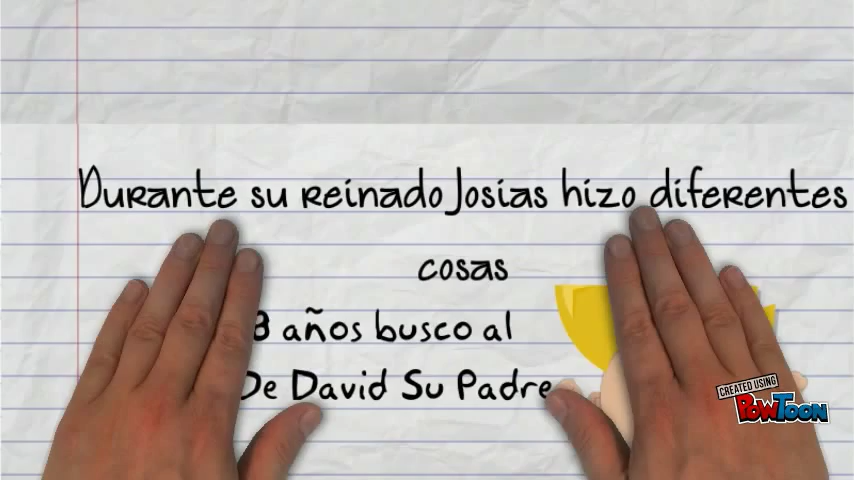 Durante su reinado Josias hizo diferentes
cosas
8 años busco al
De David Su Padre
CREATED USING
POWTOON